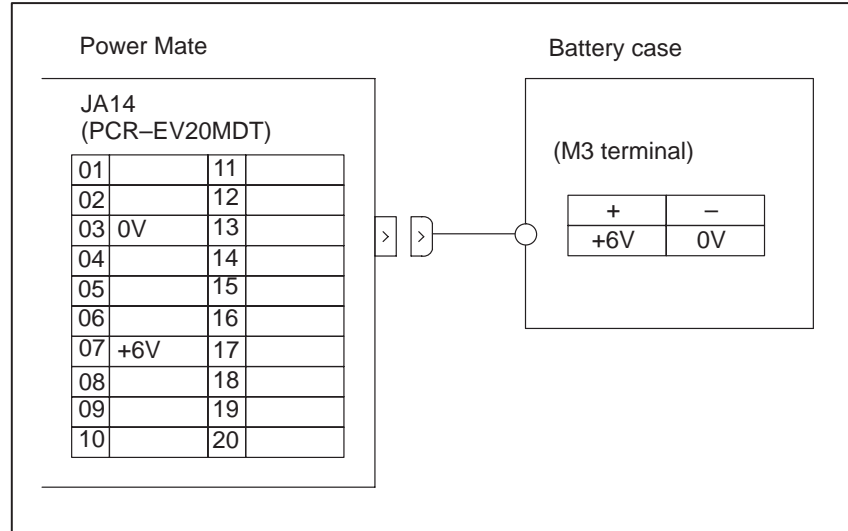 Power Mate
Battery case
JA14
(PCR–EV20MDT)
(M3 terminal)
01 11
02 12
03 0V 13
04 14
05 15
06 16
07 +6V 17
08 18
09 19
10 20
+ –
+6V 0V